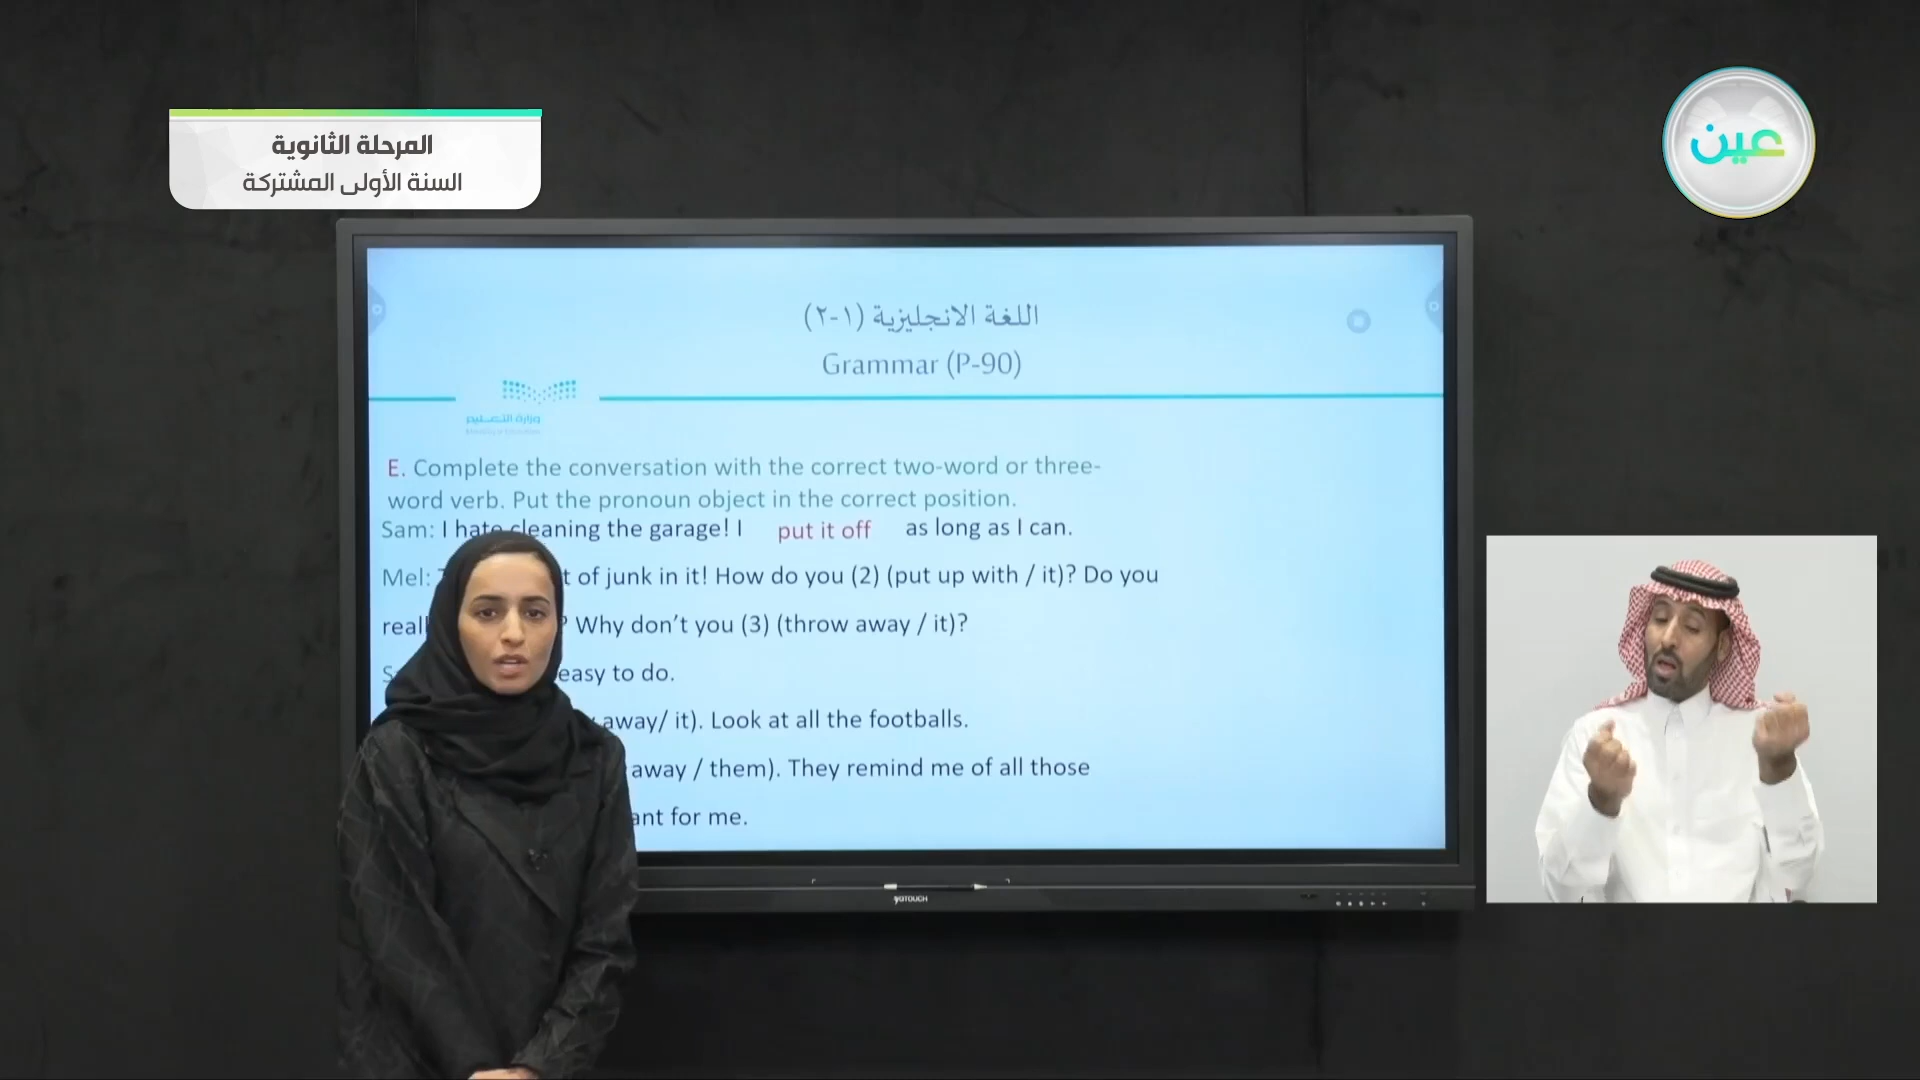 المرحلة الثانوية
السنة الأولى المشتركة
عين
اللغة الانجليزية (١-٢)
Grammar (P-90)
وزارة التعليم
E. Complete the conversation with the correct two-word or three-
word verb. Put the pronoun object in the correct position.
Sam: I hate cleaning the garage! I put it off as long as I can.
Mel: of junk in it! How do you (2) (put up with / it)? Do you
Why don't you (3) (throw away / it)?
easy to do.
away/ it). Look at all the footballs.
away / them). They remind me of all those
for me.